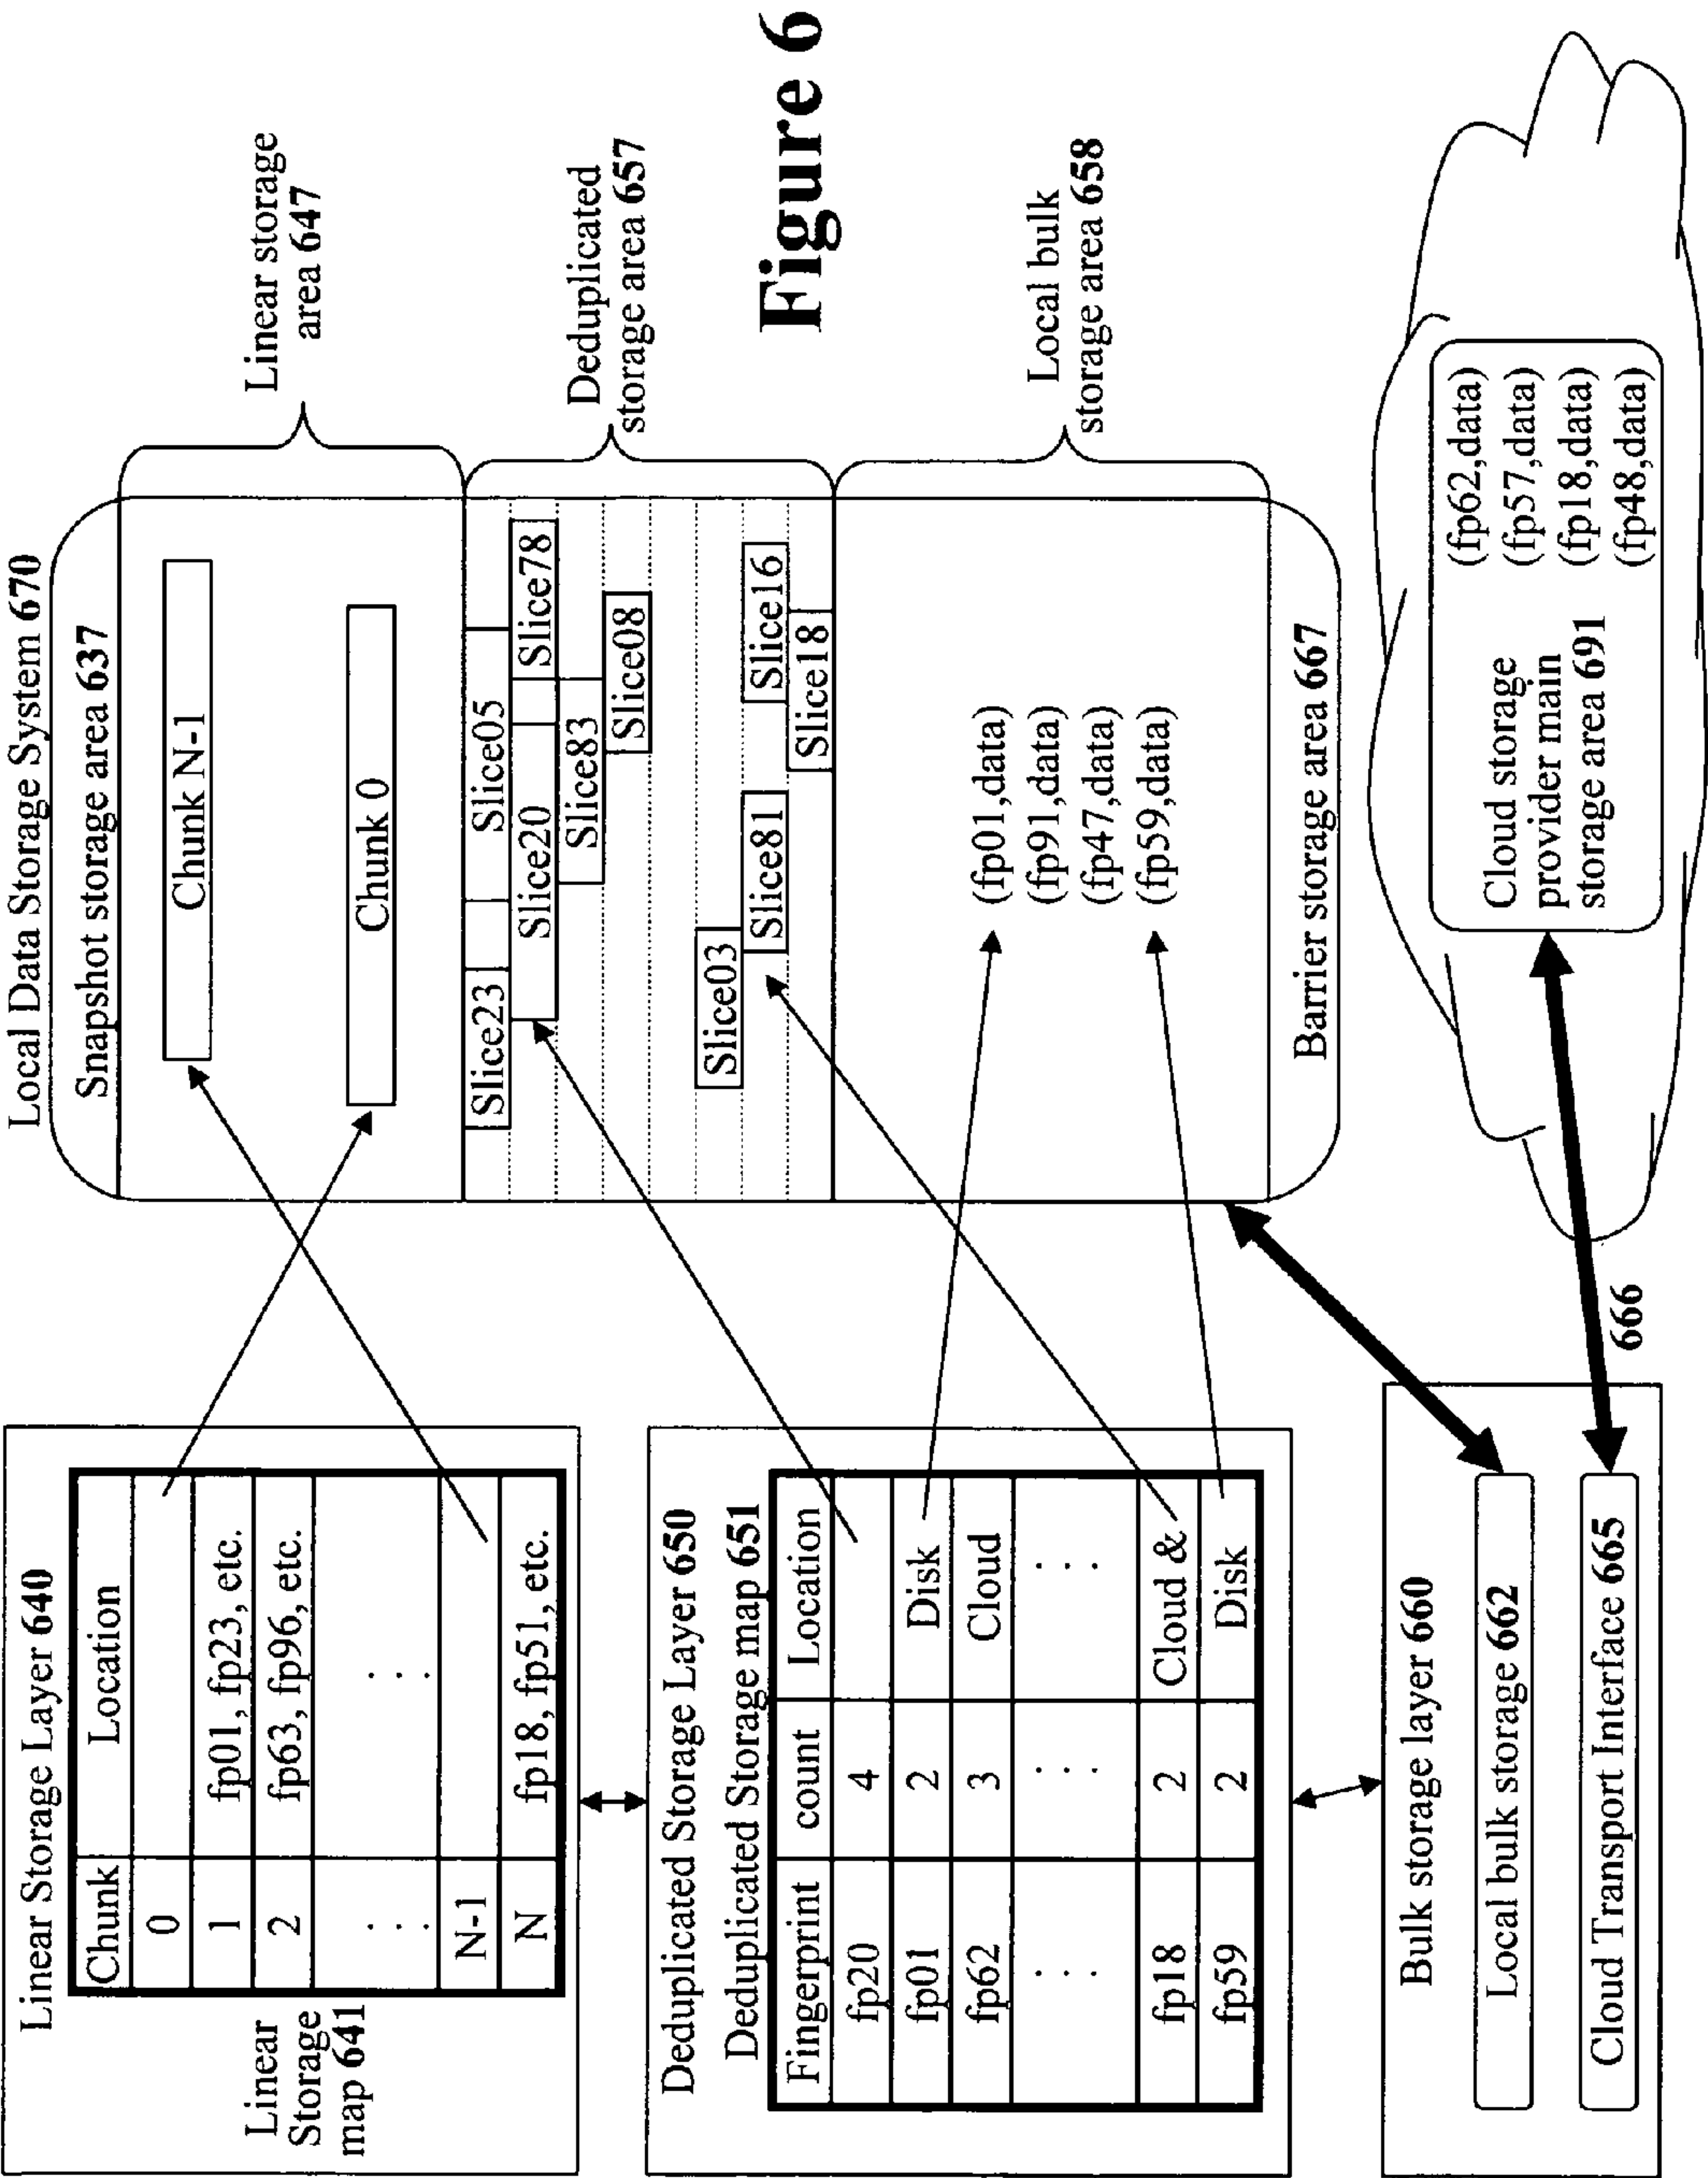 Linear Storage Layer 640
Linear
Storage
map 641
Chunk Location
0
1 fp01, fp23, etc.
2 fp63, fp96, etc.
. . . . . .
N-1
N fp18, fp51, etc.
Deduplicated Storage Layer 650
Deduplicated Storage map 651
Fingerprint count Location
fp20 4
fp01 2 Disk
fp62 3 Cloud
. . . . . . . . .
fp18 2 Cloud &
fp59 2 Disk
Bulk storage layer 660
Local bulk storage 662
Cloud Transport Interface 665
666
Local Data Storage System 670
Snapshot storage area 637
Chunk N-1
Chunk 0
Slice23 Slice05
Slice20 Slice78
Slice83
Slice08
Slice03
Slice81 Slice16
Slice18
(fp01,data)
(fp91,data)
(fp47,data)
(fp59,data)
Barrier storage area 667
Linear storage
area 647
Deduplicated
storage area 657
Local bulk
storage area 658
Cloud storage
provider main
storage area 691
(fp62,data)
(fp57,data)
(fp18,data)
(fp48,data)
Figure 6